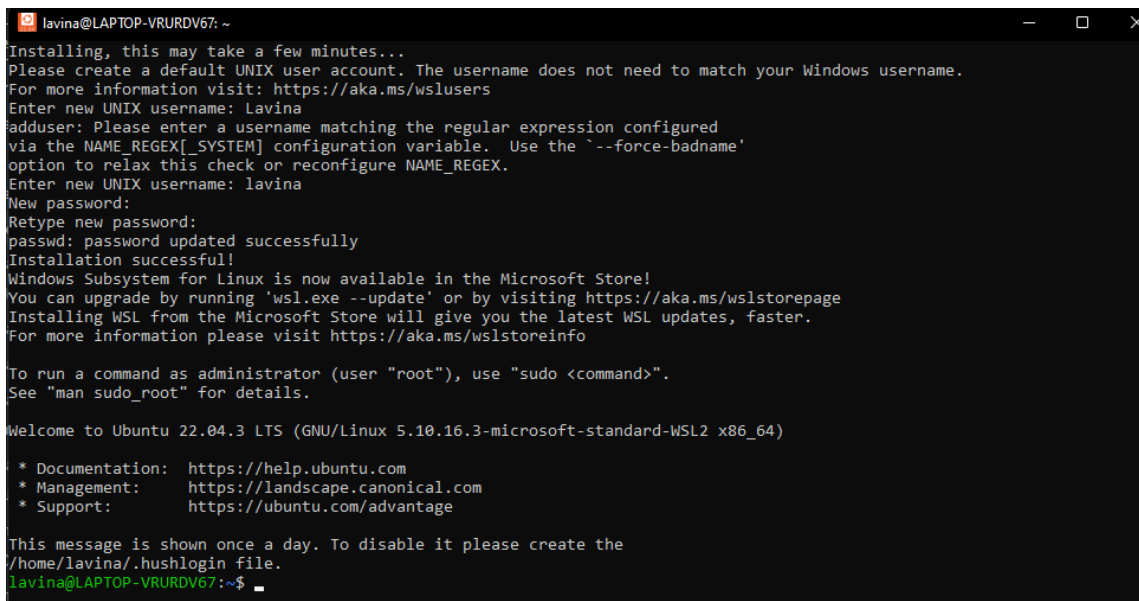 lavina@LAPTOP-VRURDV67: ~
Installing, this may take a few minutes...
Please create a default UNIX user account. The username does not need to match your Windows username.
For more information visit: https://aka.ms/wslusers
Enter new UNIX username: Lavina
adduser: Please enter a username matching the regular expression configured
via the NAME_REGEX[_SYSTEM] configuration variable.  Use the `--force-badname'
option to relax this check or reconfigure NAME_REGEX.
Enter new UNIX username: lavina
New password:
Retype new password:
passwd: password updated successfully
Installation successful!
Windows Subsystem for Linux is now available in the Microsoft Store!
You can upgrade by running 'wsl.exe --update' or by visiting https://aka.ms/wslstorepage
Installing WSL from the Microsoft Store will give you the latest WSL updates, faster.
For more information please visit https://aka.ms/wslstoreinfo

To run a command as administrator (user "root"), use "sudo <command>".
See "man sudo_root" for details.

Welcome to Ubuntu 22.04.3 LTS (GNU/Linux 5.10.16.3-microsoft-standard-WSL2 x86_64)

 * Documentation:  https://help.ubuntu.com
 * Management:     https://landscape.canonical.com
 * Support:        https://ubuntu.com/advantage

This message is shown once a day. To disable it please create the
/home/lavina/.hushlogin file.
lavina@LAPTOP-VRURDV67:~$ _